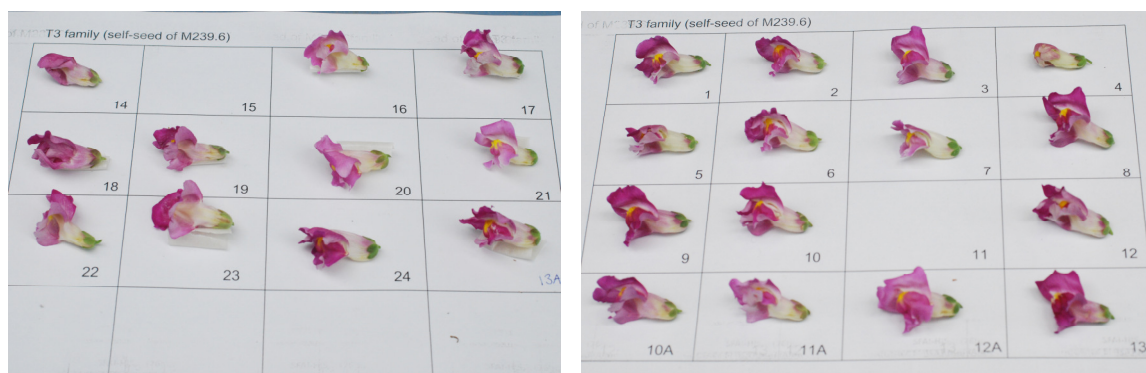 T3 family (self-seed of M239.6)
14 15 16 17
18 19 20 21
22 23 24 13A
T3 family (self-seed of M239.6)
1 2 3 4
5 6 7 8
9 10 11 12
10A 11A 12A 13